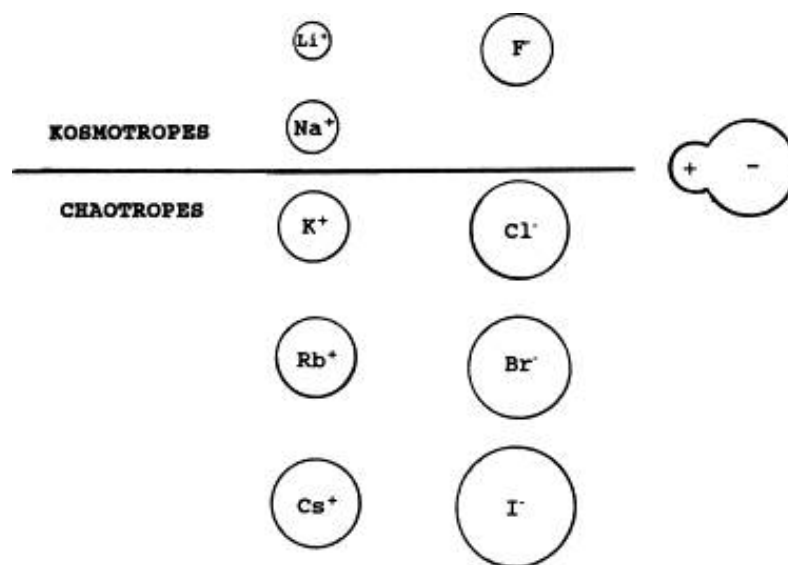 Li⁺ F⁻
KOSMOTROPES Na⁺
+ −
CHAOTROPES K⁺ Cl⁻
Rb⁺ Br⁻
Cs⁺ I⁻